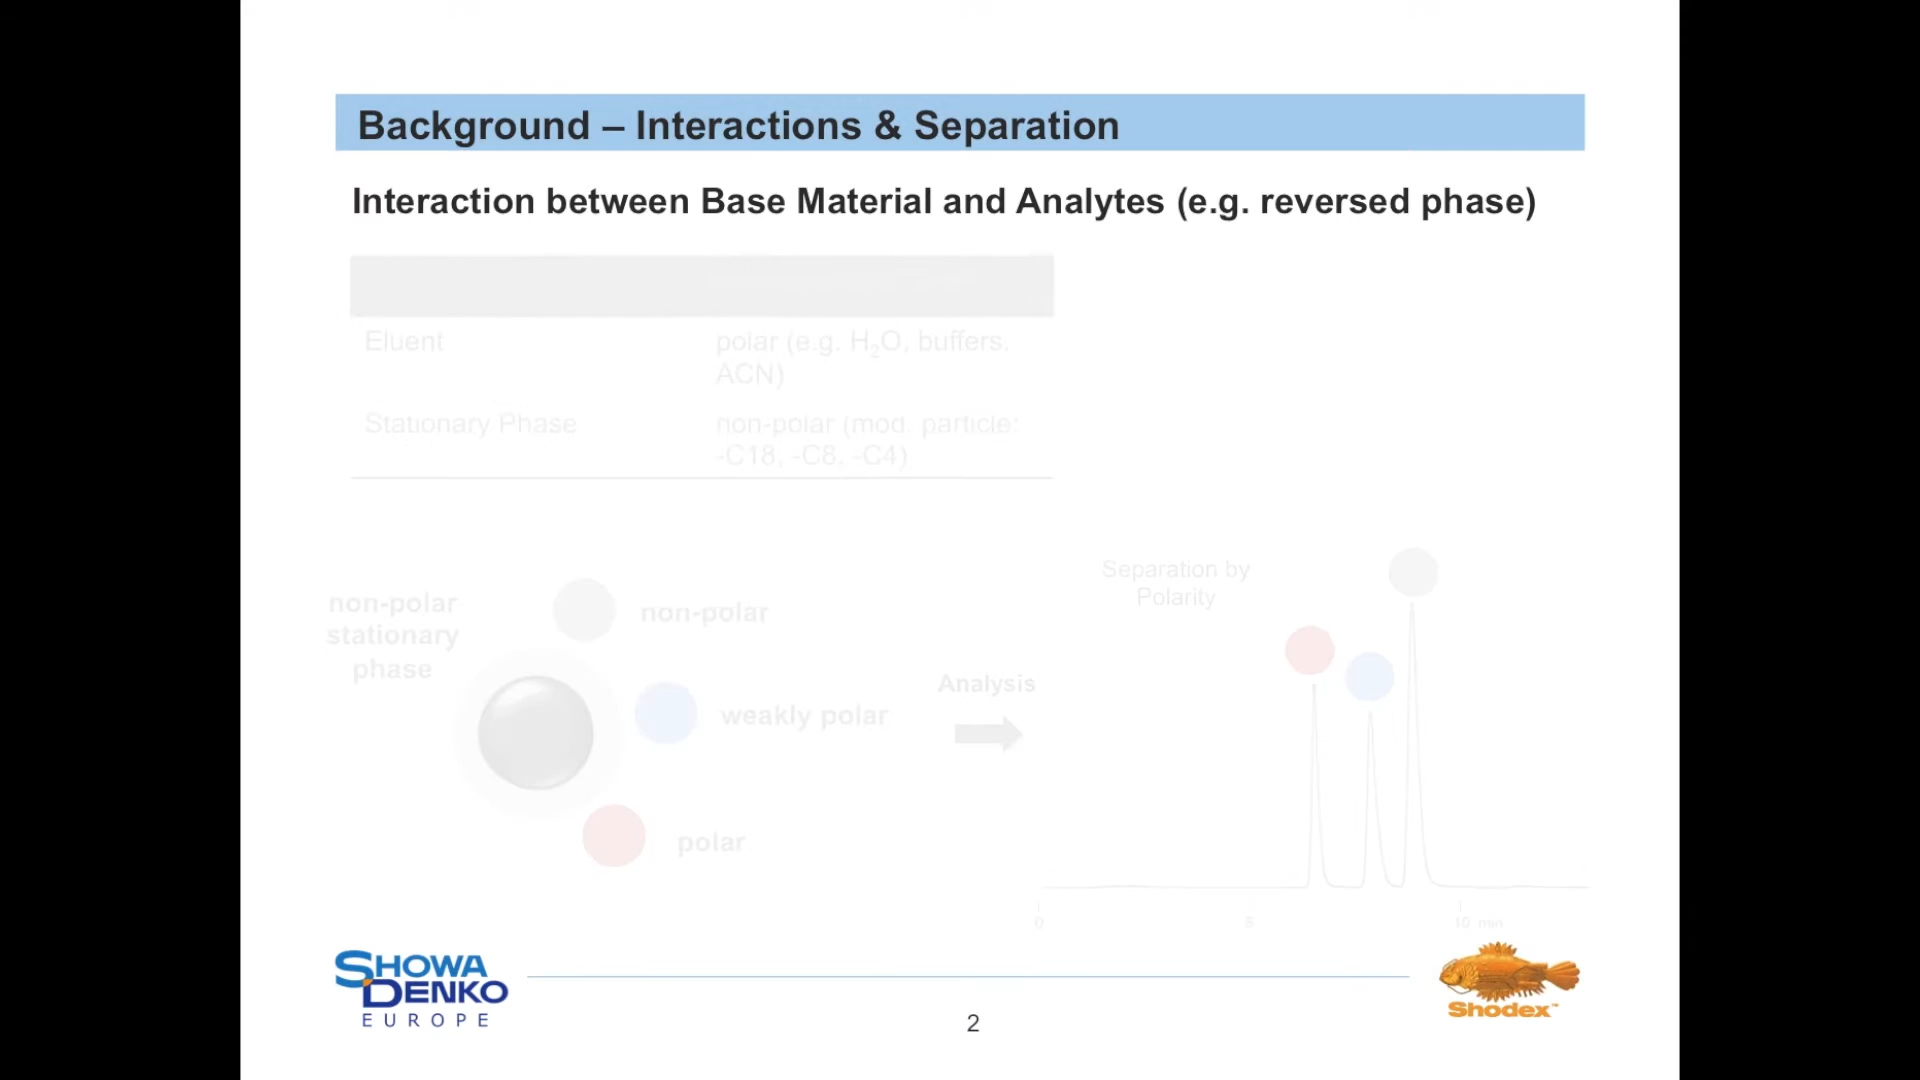 Background – Interactions & Separation
Interaction between Base Material and Analytes (e.g. reversed phase)
Eluent
polar (e.g. H₂O, buffers,
ACN)
Stationary Phase
non-polar (mod. particle:
-C18, -C8, -C4)
Separation by
Polarity
non-polar
stationary
phase
non-polar
weakly polar
polar
Analysis
0 5 10 min
SHOWA
DENKO
EUROPE
2
Shodex™